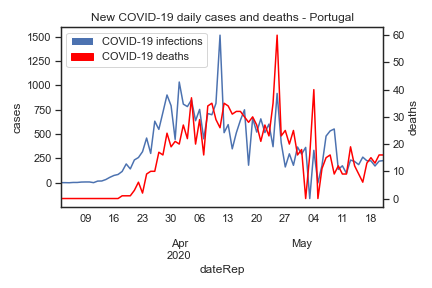 New COVID-19 daily cases and deaths - Portugal
COVID-19 infections
COVID-19 deaths
1500
1250
1000
750
500
250
0
cases
60
50
40
30
20
10
0
deaths
09 16 23 30 06 13 20 27 04 11 18
Apr May
2020
dateRep